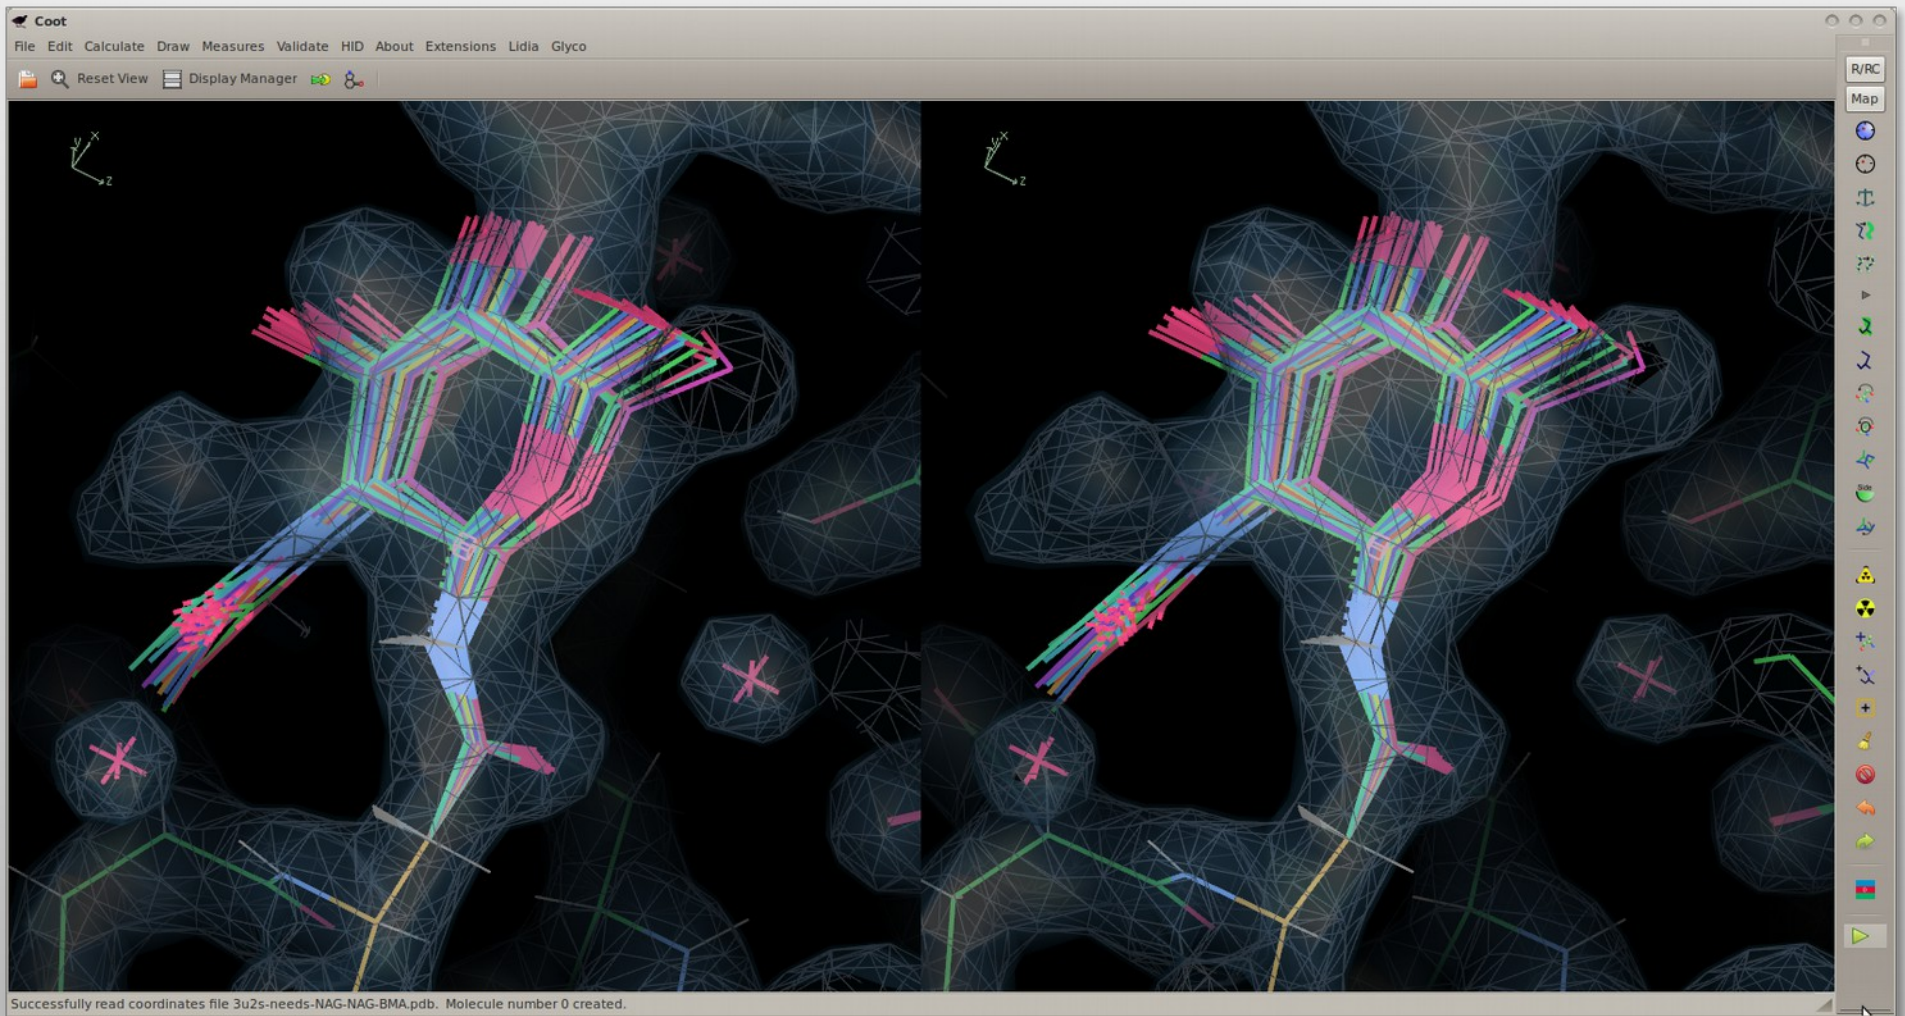 Coot
File Edit Calculate Draw Measures Validate HID About Extensions Lidia Glyco
Reset View Display Manager
R/RC
Map
x
y
z
x
y
z
Side
Successfully read coordinates file 3u2s-needs-NAG-NAG-BMA.pdb. Molecule number 0 created.